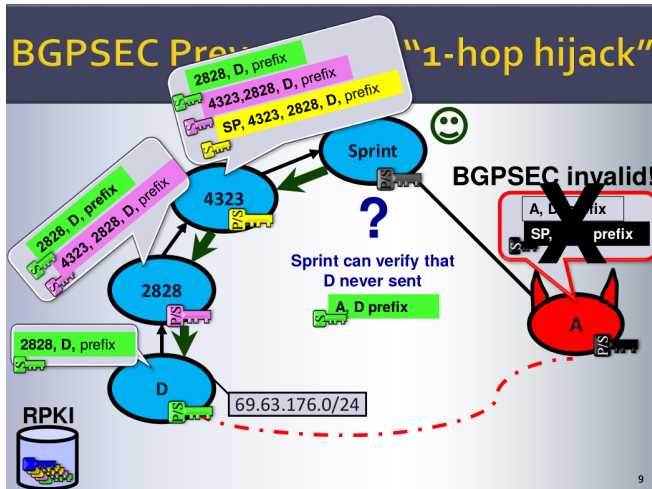 BGPSEC Pre "1-hop hijack"
2828, D, prefix
4323,2828, D, prefix
SP, 4323, 2828, D, prefix
S
S
S
Sprint
P/S
BGPSEC invalid!
A, D fix
SP, prefix
S
2828, D, prefix
4323, 2828, D, prefix
S
S
4323
P/S
?
Sprint can verify that
D never sent
A, D prefix
S
2828
P/S
A
P/S
2828, D, prefix
S
D
P/S
69.63.176.0/24
RPKI
9